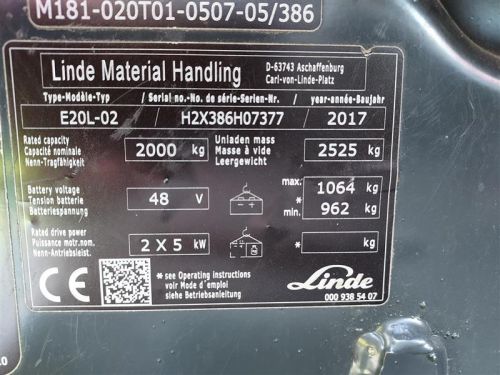 M181-020T01-0507-05/386
Linde Material Handling
D-63743 Aschaffenburg
Carl-von-Linde-Platz
Type-Modèle-Typ / Serial no.-No. de série-Serien-Nr. / year-année-Baujahr
E20L-02 H2X386H07377 / 2017
Rated capacity
Capacité nominale
Nenn-Tragfähigkeit
2000 kg
Unladen mass
Masse à vide
Leergewicht
2525 kg
Battery voltage
Tension batterie
Batteriespannung
48 V
max. 1064 kg
*
min. 962 kg
Rated drive power
Puissance motr.nom.
Nenn-Antriebsleist.
2 X 5 kW
* kg
CE
* see Operating instructions
voir Mode d'emploi
siehe Betriebsanleitung
Linde
000 938 54 07